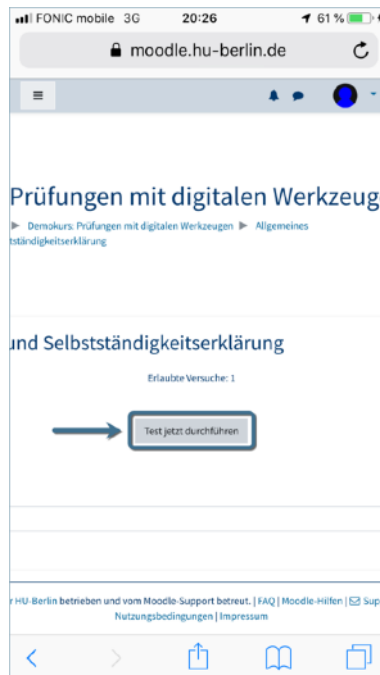 FONIC mobile 3G 20:26 61 %
moodle.hu-berlin.de
Prüfungen mit digitalen Werkzeuge
Demokurs: Prüfungen mit digitalen Werkzeugen ▶ Allgemeines
tständigkeitserklärung
und Selbstständigkeitserklärung
Erlaubte Versuche: 1
Test jetzt durchführen
r HU-Berlin betrieben und vom Moodle-Support betreut. | FAQ | Moodle-Hilfen | Sup
Nutzungsbedingungen | Impressum